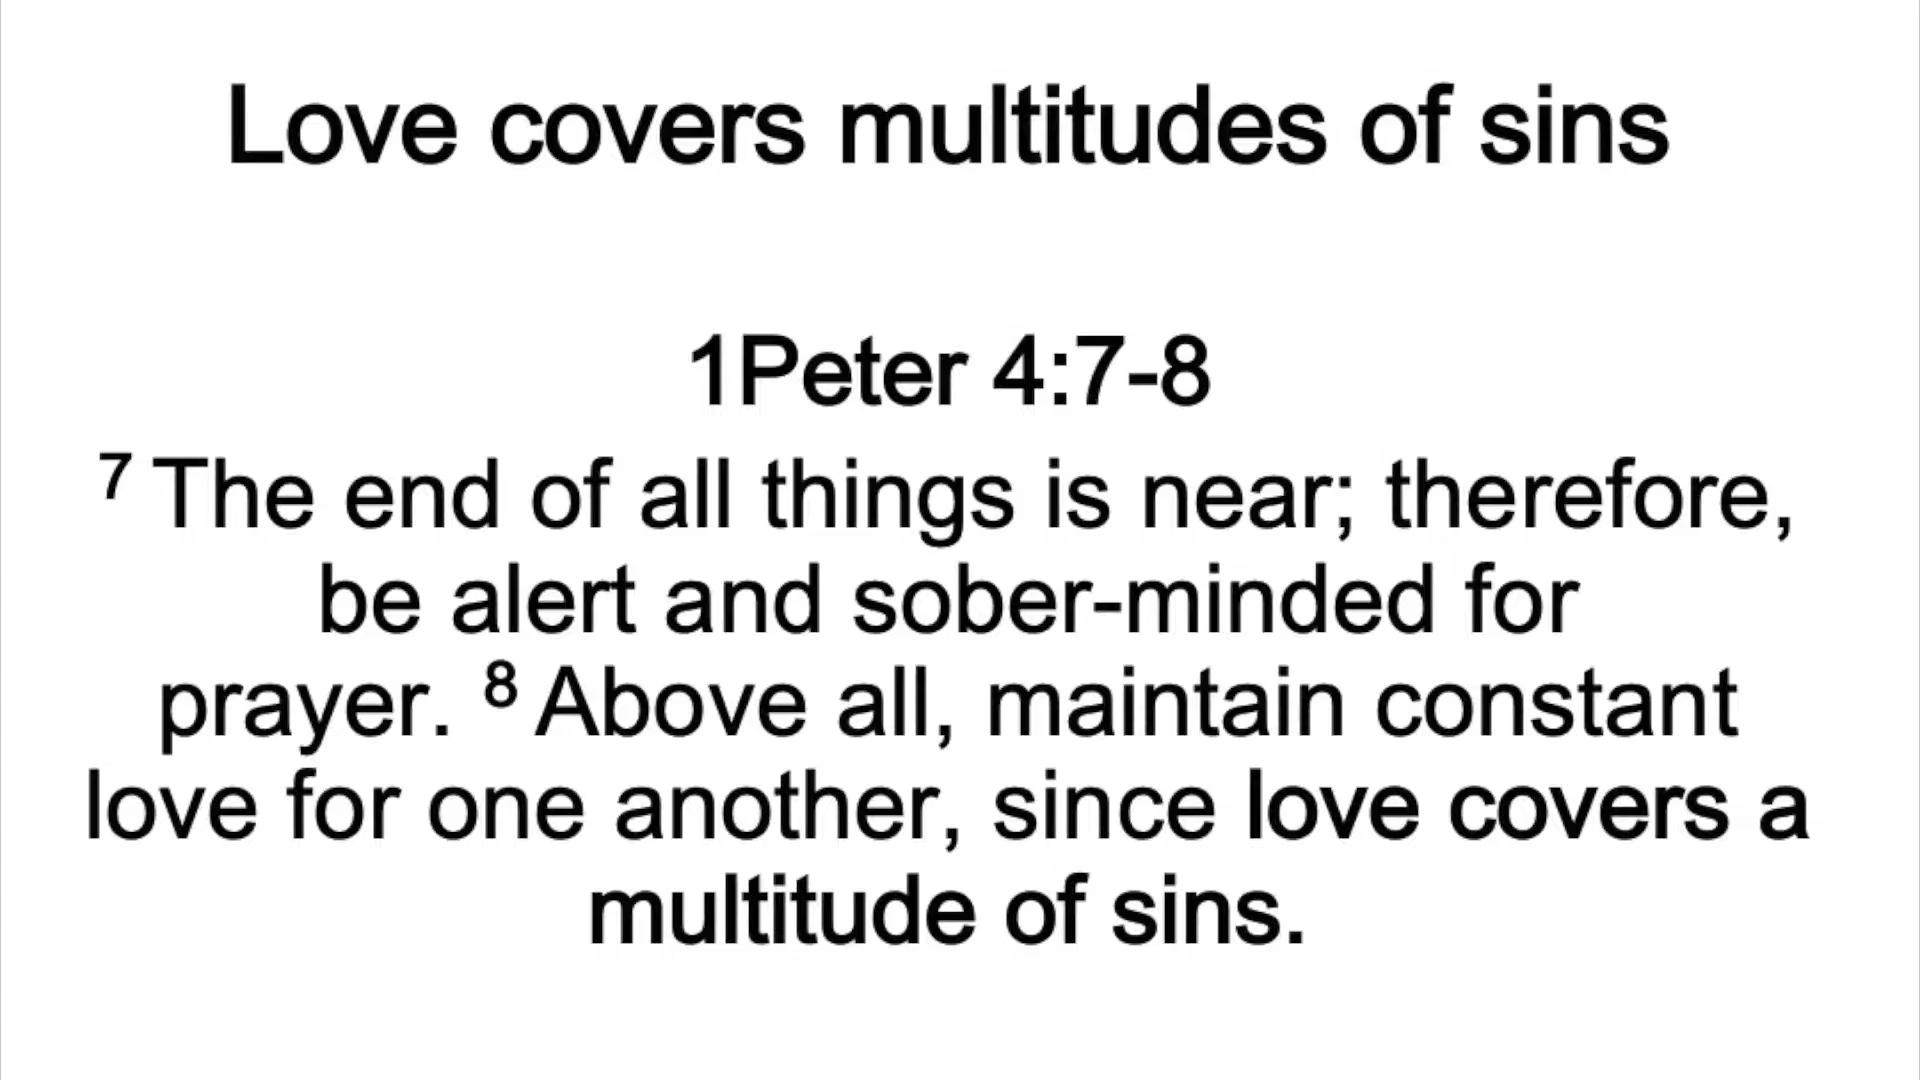 Love covers multitudes of sins
1Peter 4:7-8
7 The end of all things is near; therefore,
be alert and sober-minded for
prayer. 8 Above all, maintain constant
love for one another, since love covers a
multitude of sins.